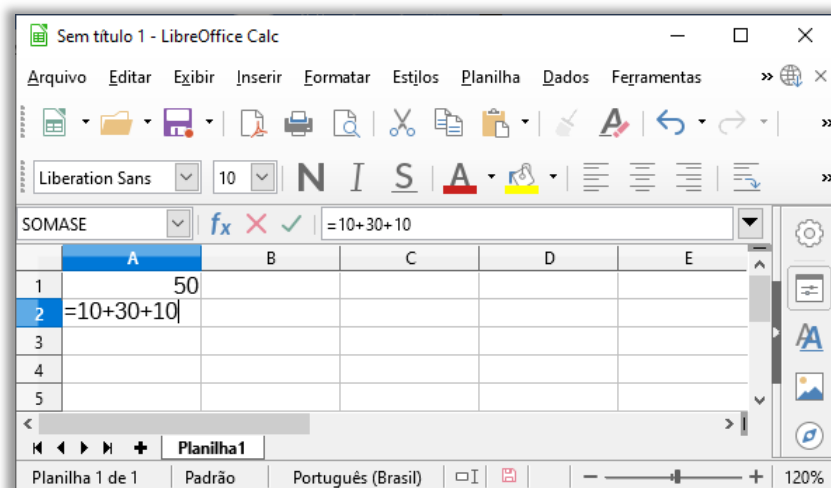 Sem título 1 - LibreOffice Calc
Arquivo Editar Exibir Inserir Formatar Estilos Planilha Dados Ferramentas »
»
Liberation Sans 10 N I S A »
SOMASE fx =10+30+10
A B C D E
1 50
2 =10+30+10
3
4
5
Planilha1
Planilha 1 de 1 Padrão Português (Brasil) 120%